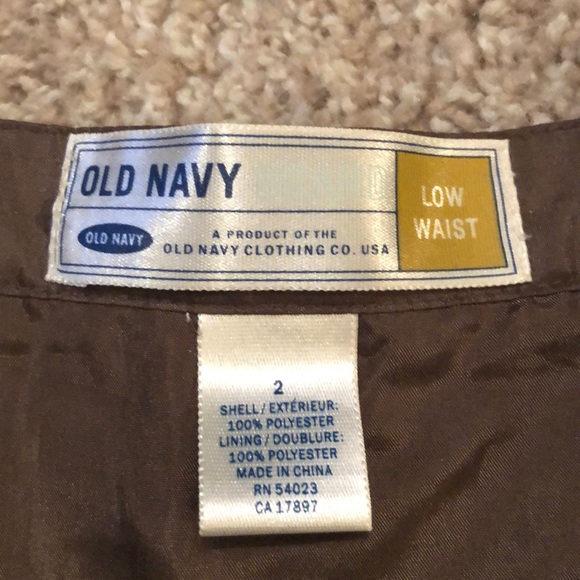 OLD NAVY
LOW
WAIST
OLD NAVY
A PRODUCT OF THE
OLD NAVY CLOTHING CO. USA
2
SHELL / EXTÉRIEUR:
100% POLYESTER
LINING / DOUBLURE:
100% POLYESTER
MADE IN CHINA
RN 54023
CA 17897